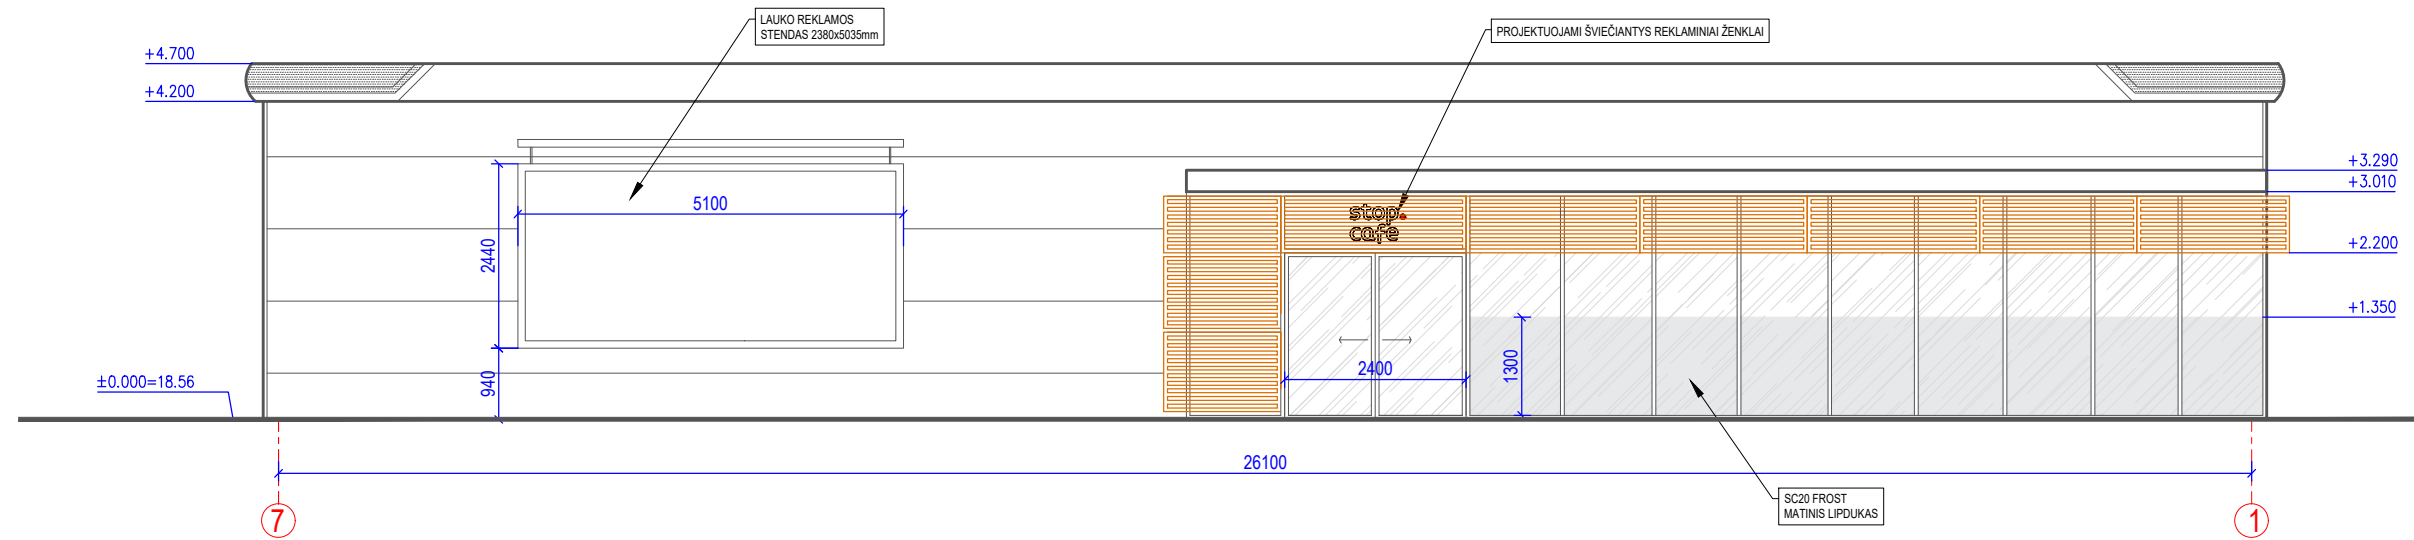 LAUKO REKLAMOS
STENDAS 2380x5035mm
PROJEKTUOJAMI ŠVIEČIANTYS REKLAMINIAI ŽENKLAI
+4.700
+4.200
+3.290
+3.010
5100
stop.
cafe
+2.200
2440
+1.350
1300
2400
940
±0.000=18.56
26100
SC20 FROST
MATINIS LIPDUKAS
7
1